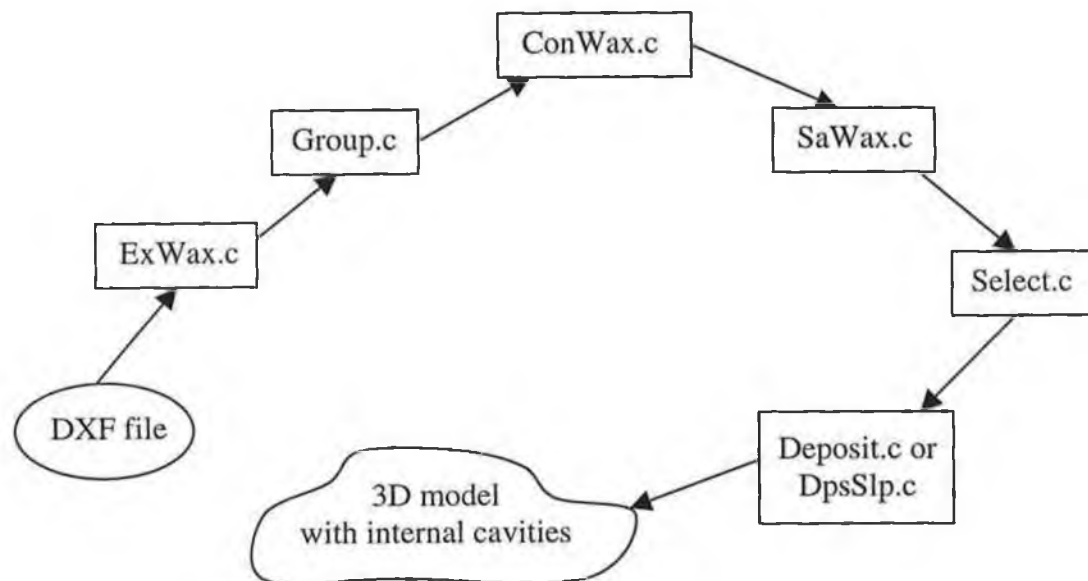 DXF file
ExWax.c
Group.c
ConWax.c
SaWax.c
Select.c
Deposit.c or
DpsSlp.c
3D model
with internal cavities